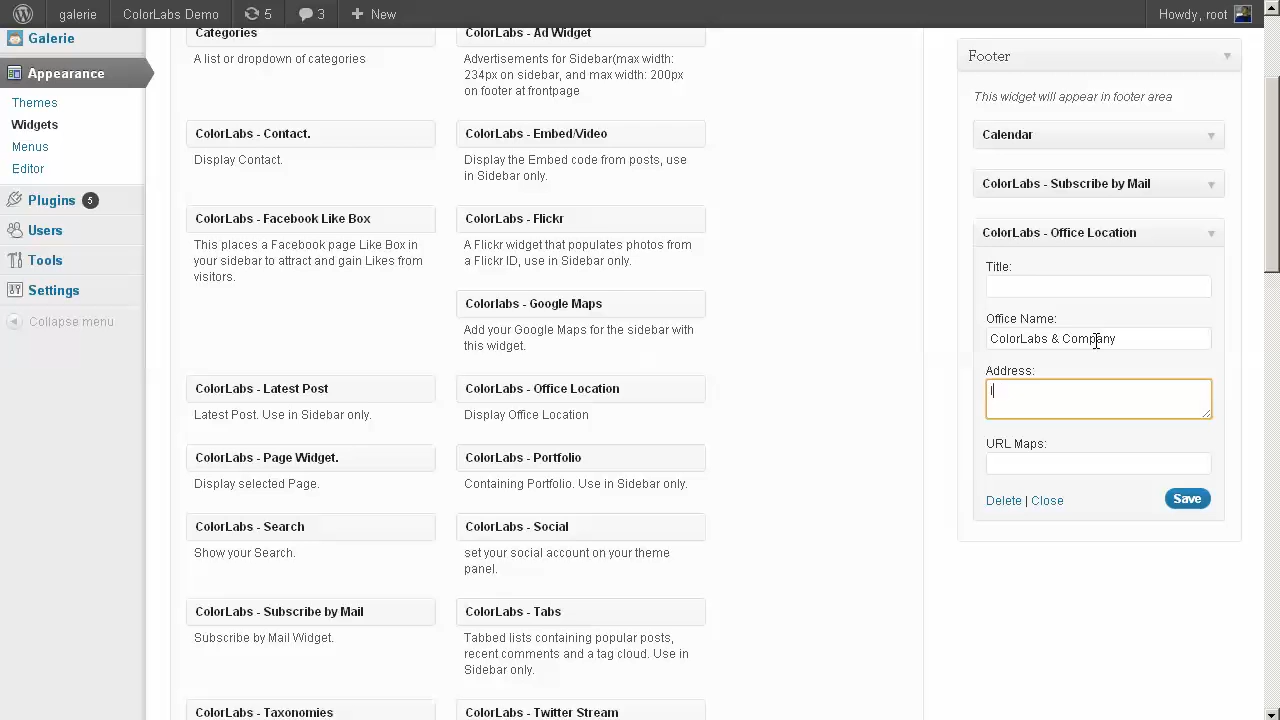 galerie
ColorLabs Demo
5
3
New
Howdy, root
Galerie
Appearance
Themes
Widgets
Menus
Editor
Plugins 5
Users
Tools
Settings
Collapse menu
Categories
A list or dropdown of categories
ColorLabs - Ad Widget
Advertisements for Sidebar(max width:
234px on sidebar, and max width: 200px
on footer at frontpage
ColorLabs - Contact.
Display Contact.
ColorLabs - Embed/Video
Display the Embed code from posts, use
in Sidebar only.
ColorLabs - Facebook Like Box
This places a Facebook page Like Box in
your sidebar to attract and gain Likes from
visitors.
ColorLabs - Flickr
A Flickr widget that populates photos from
a Flickr ID, use in Sidebar only.
Colorlabs - Google Maps
Add your Google Maps for the sidebar with
this widget.
ColorLabs - Latest Post
Latest Post. Use in Sidebar only.
ColorLabs - Office Location
Display Office Location
ColorLabs - Page Widget.
Display selected Page.
ColorLabs - Portfolio
Containing Portfolio. Use in Sidebar only.
ColorLabs - Search
Show your Search.
ColorLabs - Social
set your social account on your theme
panel.
ColorLabs - Subscribe by Mail
Subscribe by Mail Widget.
ColorLabs - Tabs
Tabbed lists containing popular posts,
recent comments and a tag cloud. Use in
Sidebar only.
ColorLabs - Taxonomies
ColorLabs - Twitter Stream
Footer
This widget will appear in footer area
Calendar
ColorLabs - Subscribe by Mail
ColorLabs - Office Location
Title:
Office Name:
ColorLabs & Company
Address:
URL Maps:
Delete | Close
Save